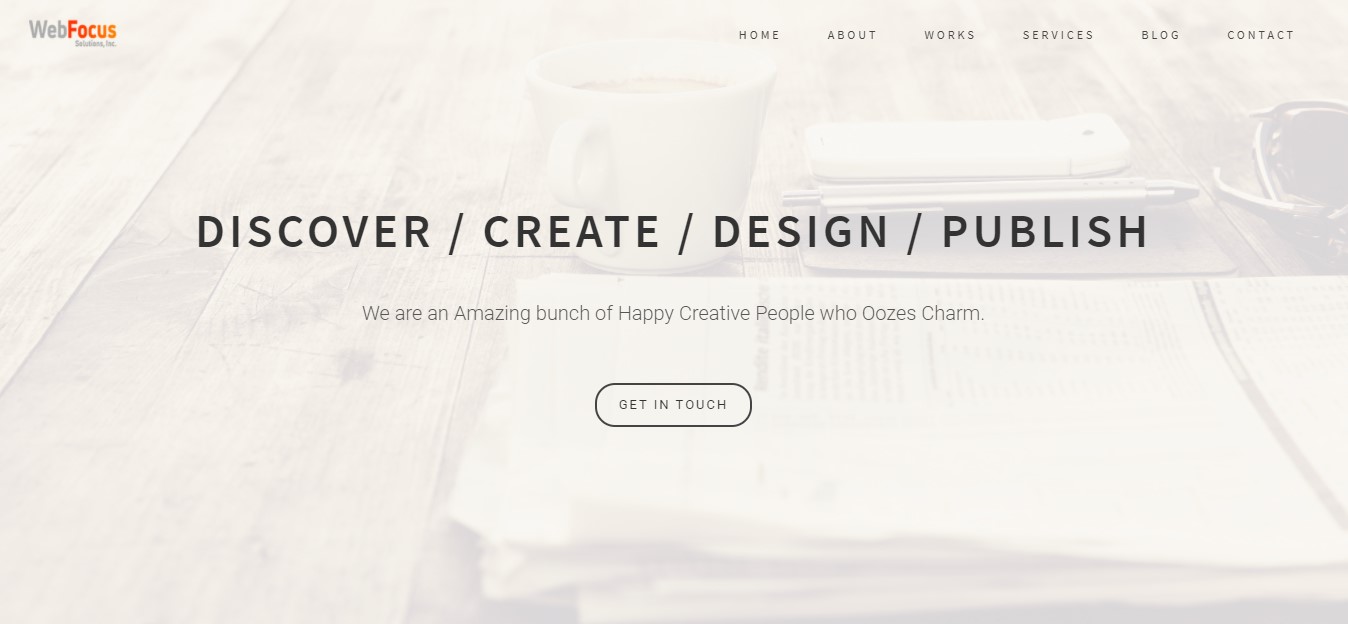 WebFocus
Solutions, Inc.
HOME ABOUT WORKS SERVICES BLOG CONTACT
DISCOVER / CREATE / DESIGN / PUBLISH
We are an Amazing bunch of Happy Creative People who Oozes Charm.
GET IN TOUCH